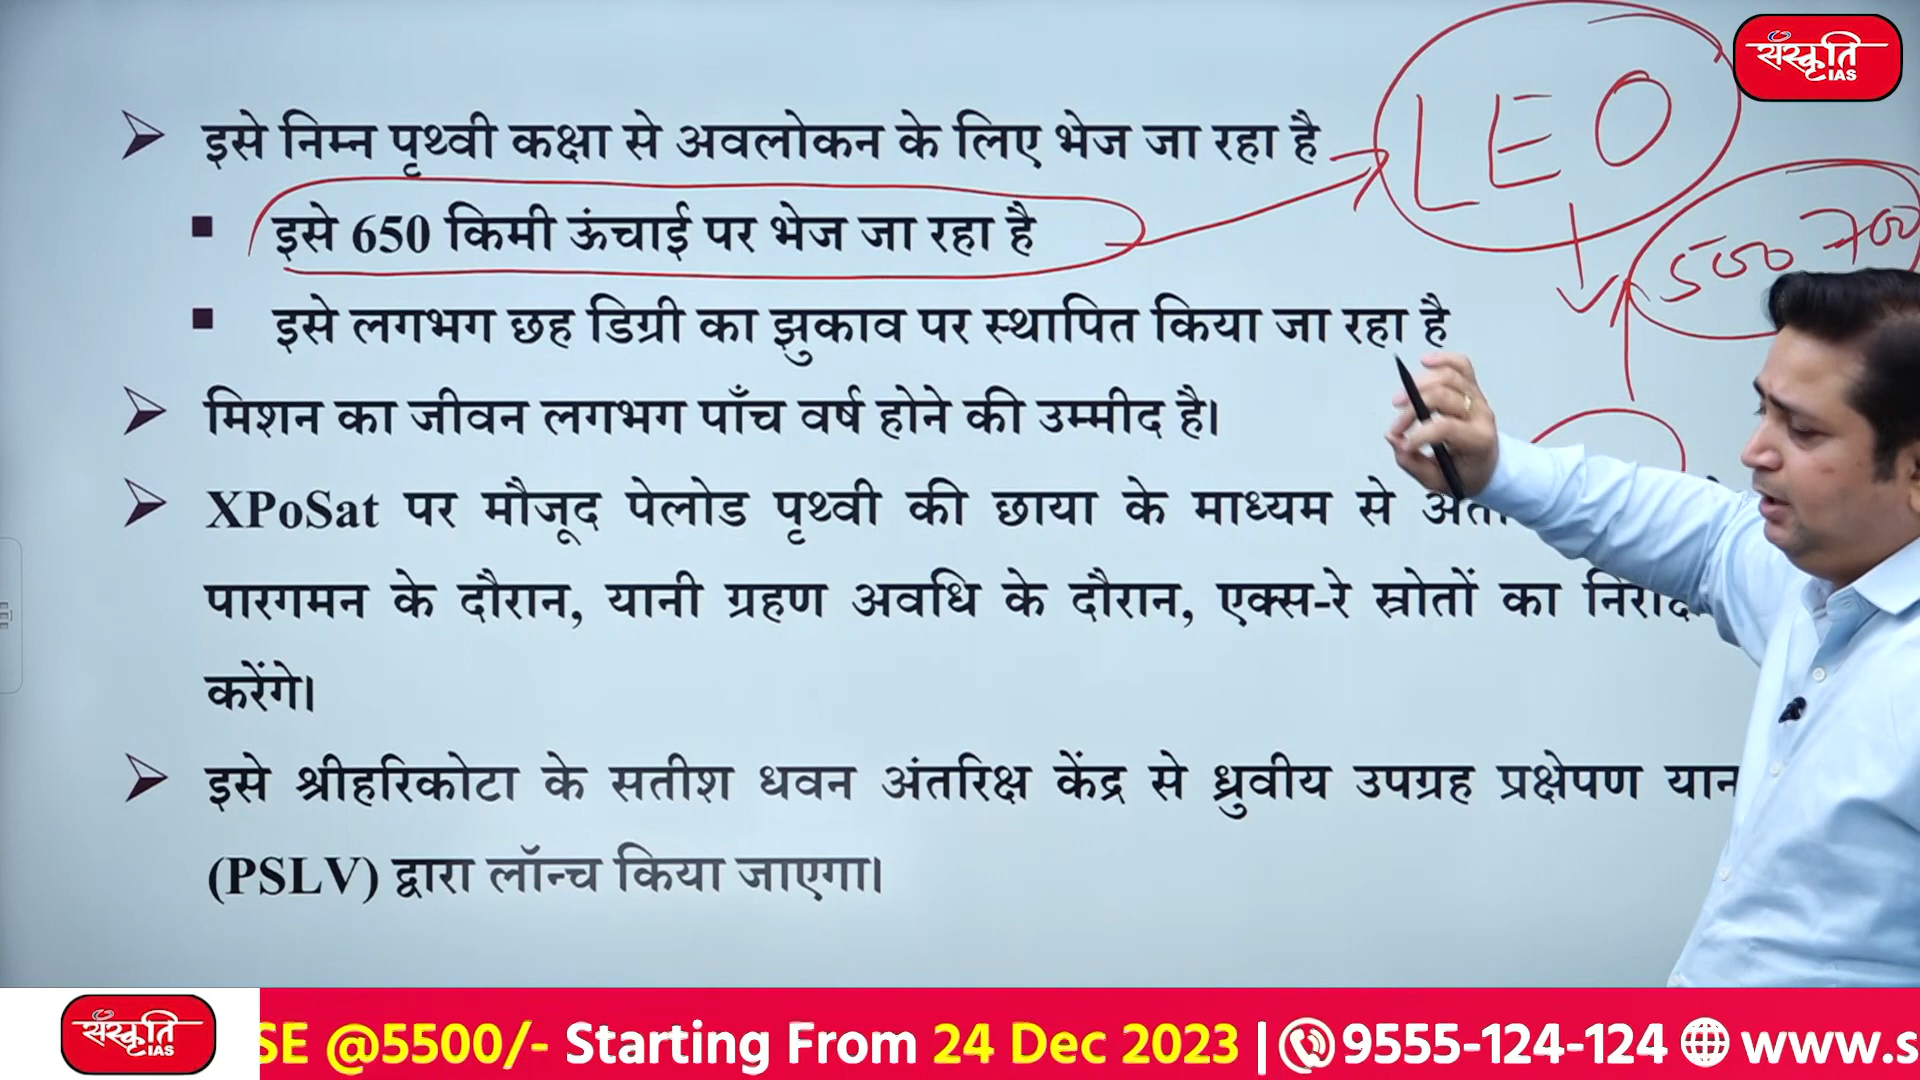 संस्कृति
IAS
LEO
इसे निम्न पृथ्वी कक्षा से अवलोकन के लिए भेज जा रहा है
500 700
इसे 650 किमी ऊंचाई पर भेज जा रहा है
इसे लगभग छह डिग्री का झुकाव पर स्थापित किया जा रहा है
मिशन का जीवन लगभग पाँच वर्ष होने की उम्मीद है।
XPoSat पर मौजूद पेलोड पृथ्वी की छाया के माध्यम से
पारगमन के दौरान, यानी ग्रहण अवधि के दौरान, एक्स-रे स्रोतों का
करेंगे।
इसे श्रीहरिकोटा के सतीश धवन अंतरिक्ष केंद्र से ध्रुवीय उपग्रह प्रक्षेपण यान
(PSLV) द्वारा लॉन्च किया जाएगा।
संस्कृति
IAS
SE @5500/- Starting From 24 Dec 2023 | 9555-124-124 www.s